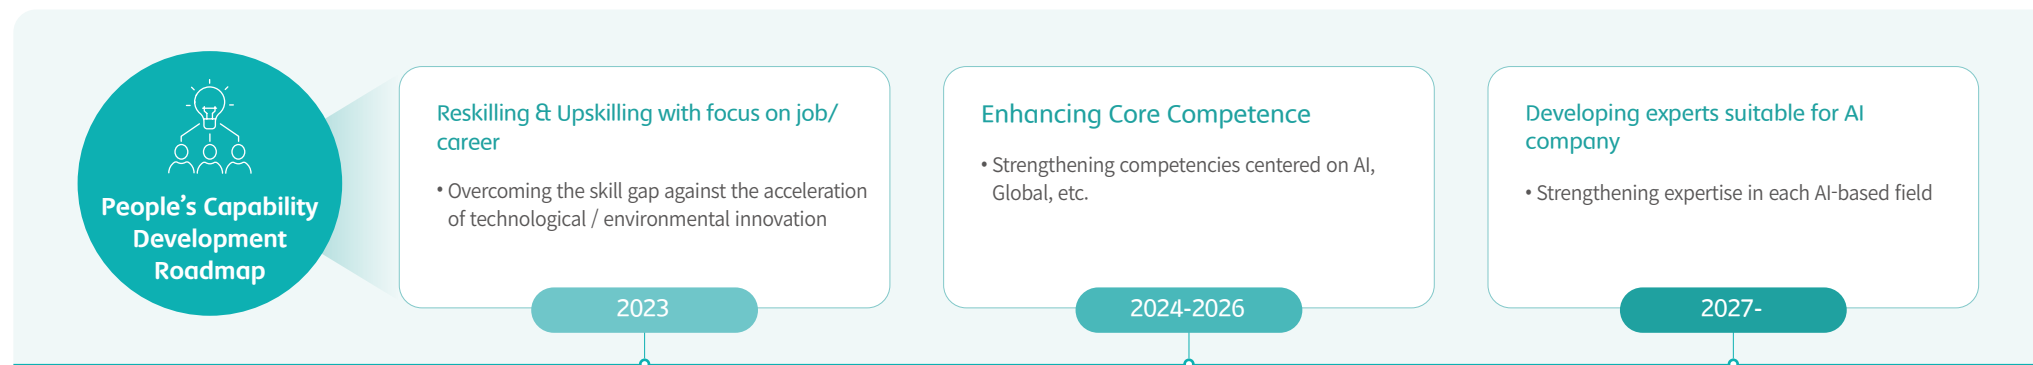 People's Capability
Development
Roadmap
Reskilling & Upskilling with focus on job/
career
• Overcoming the skill gap against the acceleration
of technological / environmental innovation
2023
Enhancing Core Competence
• Strengthening competencies centered on AI,
Global, etc.
2024-2026
Developing experts suitable for AI
company
• Strengthening expertise in each AI-based field
2027-